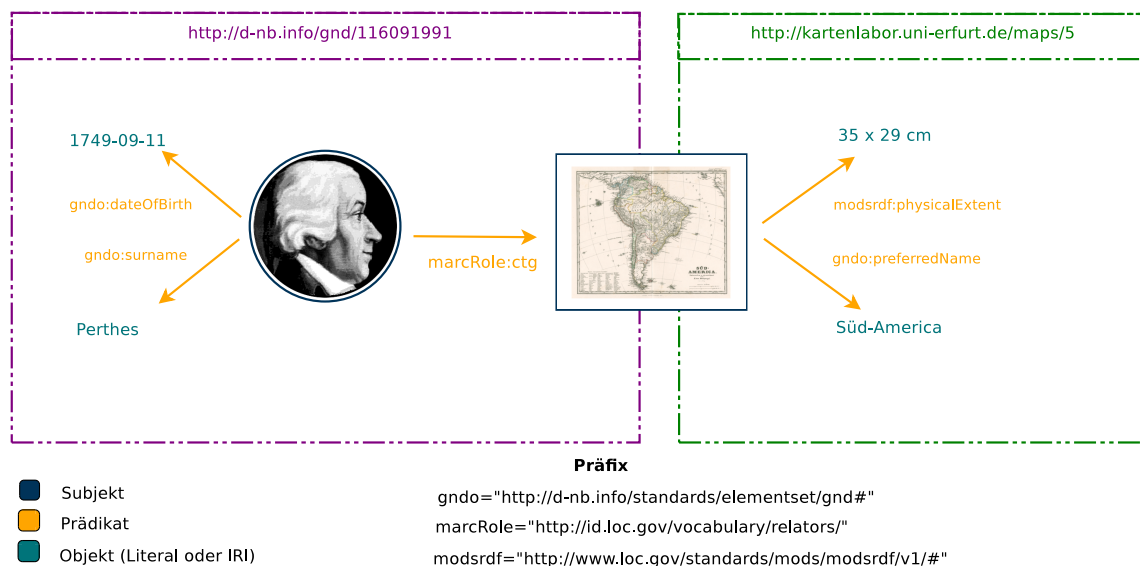 http://d-nb.info/gnd/116091991
http://kartenlabor.uni-erfurt.de/maps/5
1749-09-11
35 x 29 cm
gndo:dateOfBirth
modsrdf:physicalExtent
gndo:surname
marcRole:ctg
gndo:preferredName
SÜD-
AMERICA
Perthes
Süd-America
Präfix
Subjekt
gndo="http://d-nb.info/standards/elementset/gnd#"
Prädikat
marcRole="http://id.loc.gov/vocabulary/relators/"
Objekt (Literal oder IRI)
modsrdf="http://www.loc.gov/standards/mods/modsrdf/v1/#"